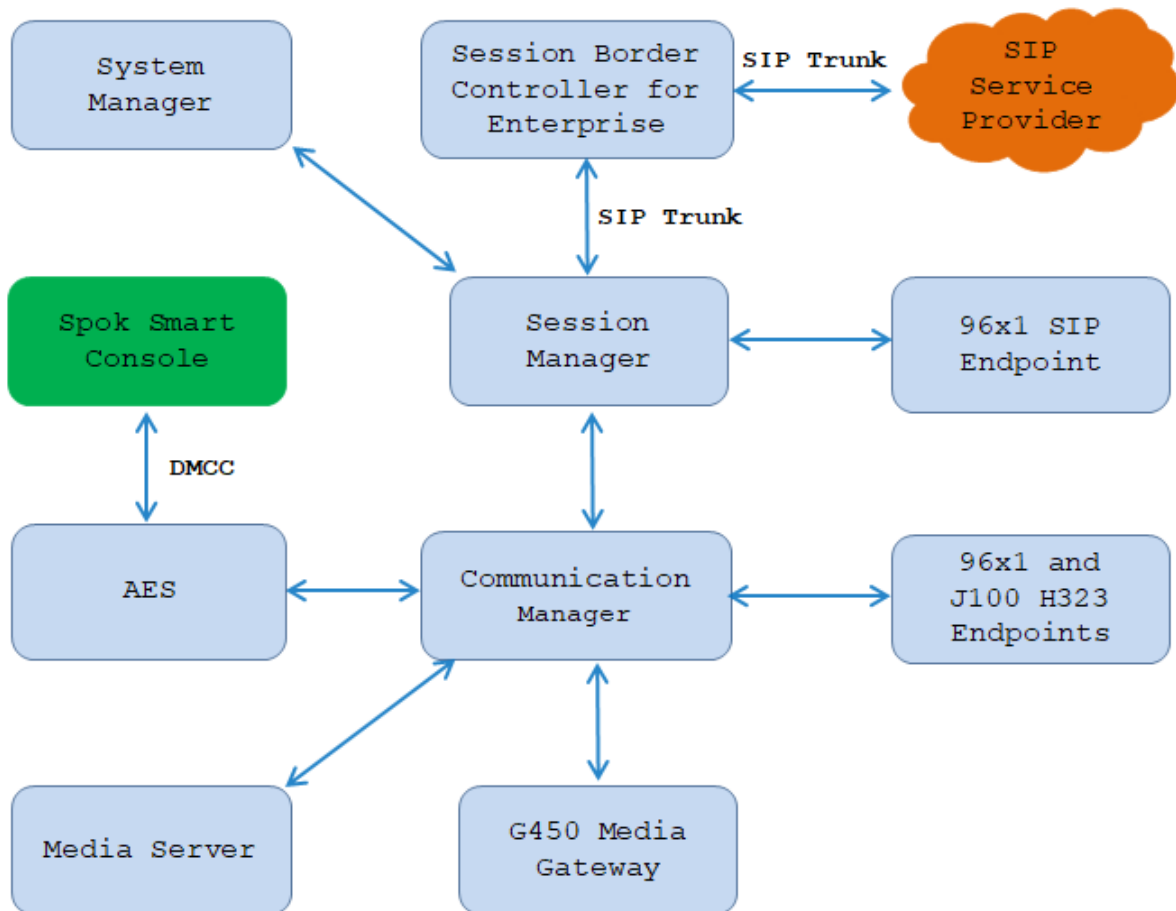 System
Manager
Session Border
Controller for
Enterprise
SIP Trunk
SIP
Service
Provider
SIP Trunk
Spok Smart
Console
Session
Manager
96x1 SIP
Endpoint
DMCC
AES
Communication
Manager
96x1 and
J100 H323
Endpoints
Media Server
G450 Media
Gateway